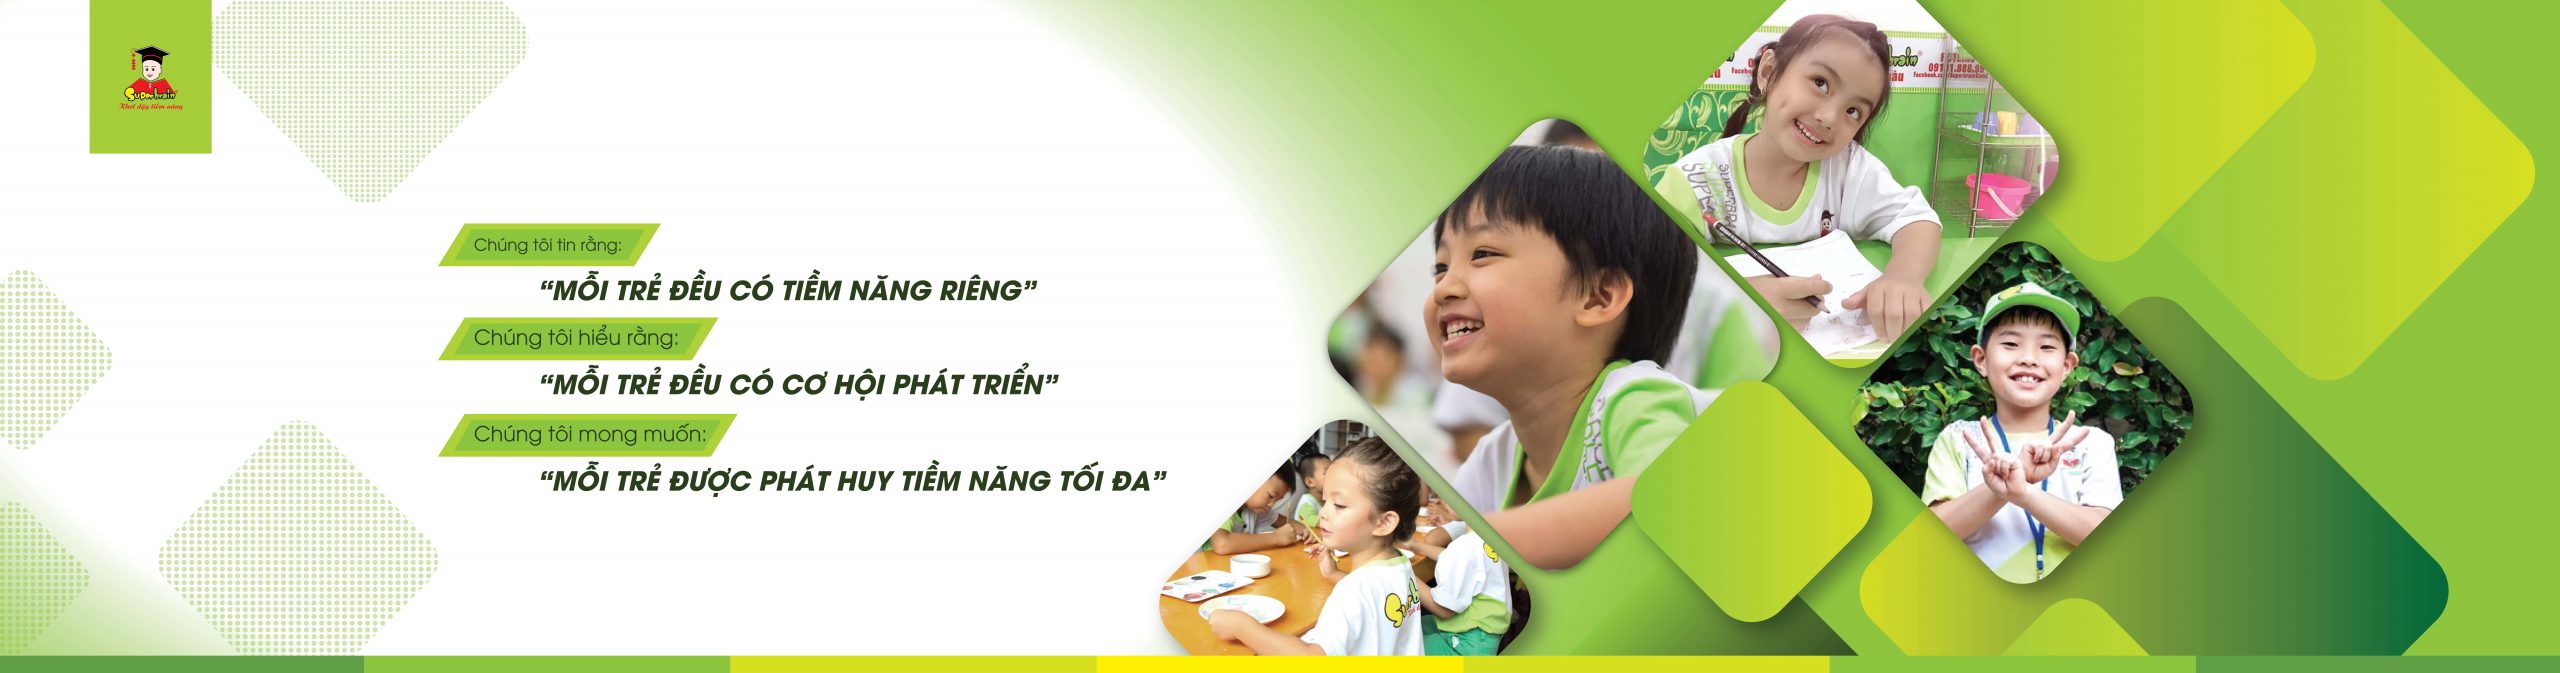 Superbrain
Khơi dậy tiềm năng
Chúng tôi tin rằng:
“MỖI TRẺ ĐỀU CÓ TIỀM NĂNG RIÊNG”
Chúng tôi hiểu rằng:
“MỖI TRẺ ĐỀU CÓ CƠ HỘI PHÁT TRIỂN”
Chúng tôi mong muốn:
“MỖI TRẺ ĐƯỢC PHÁT HUY TIỀM NĂNG TỐI ĐA”